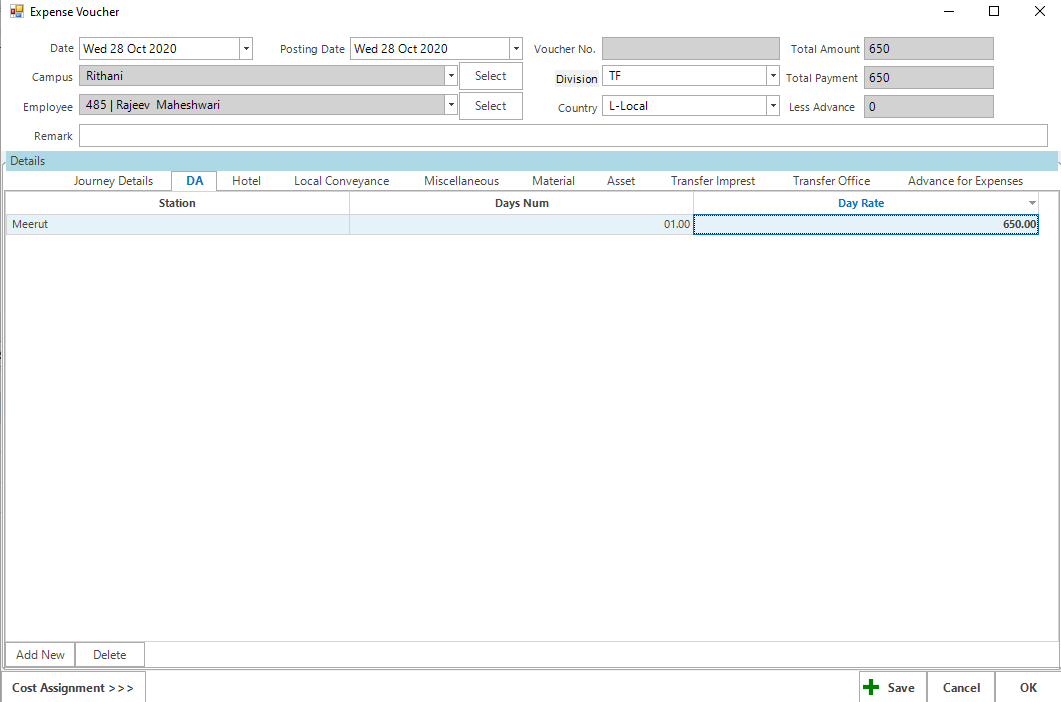 Expense Voucher
Date Wed 28 Oct 2020 Posting Date Wed 28 Oct 2020 Voucher No. Total Amount 650
Campus Rithani Select Division TF Total Payment 650
Employee 485 | Rajeev Maheshwari Select Country L-Local Less Advance 0
Remark
Details
Journey Details DA Hotel Local Conveyance Miscellaneous Material Asset Transfer Imprest Transfer Office Advance for Expenses
Station Days Num Day Rate
Meerut 01.00 650.00
Add New Delete
Cost Assignment >>> Save Cancel OK